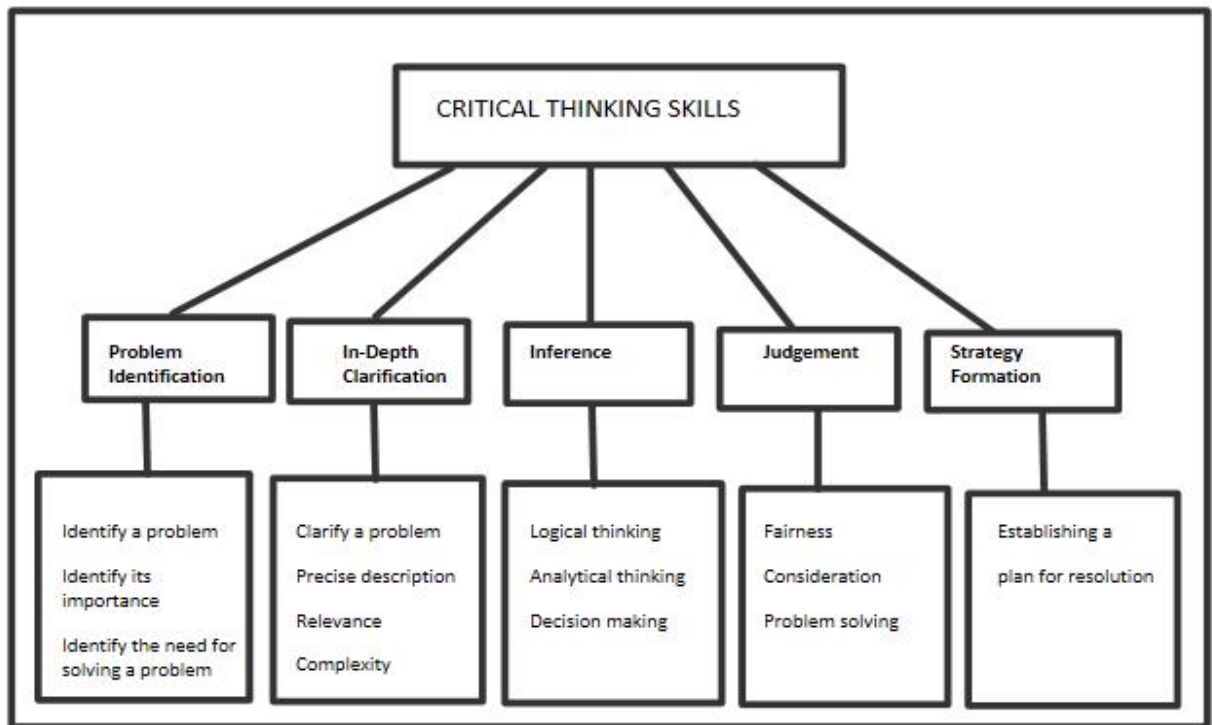 CRITICAL THINKING SKILLS
Problem
Identification
In-Depth
Clarification
Inference
Judgement
Strategy
Formation
Identify a problem
Identify its
importance
Identify the need for
solving a problem
Clarify a problem
Precise description
Relevance
Complexity
Logical thinking
Analytical thinking
Decision making
Fairness
Consideration
Problem solving
Establishing a
plan for resolution